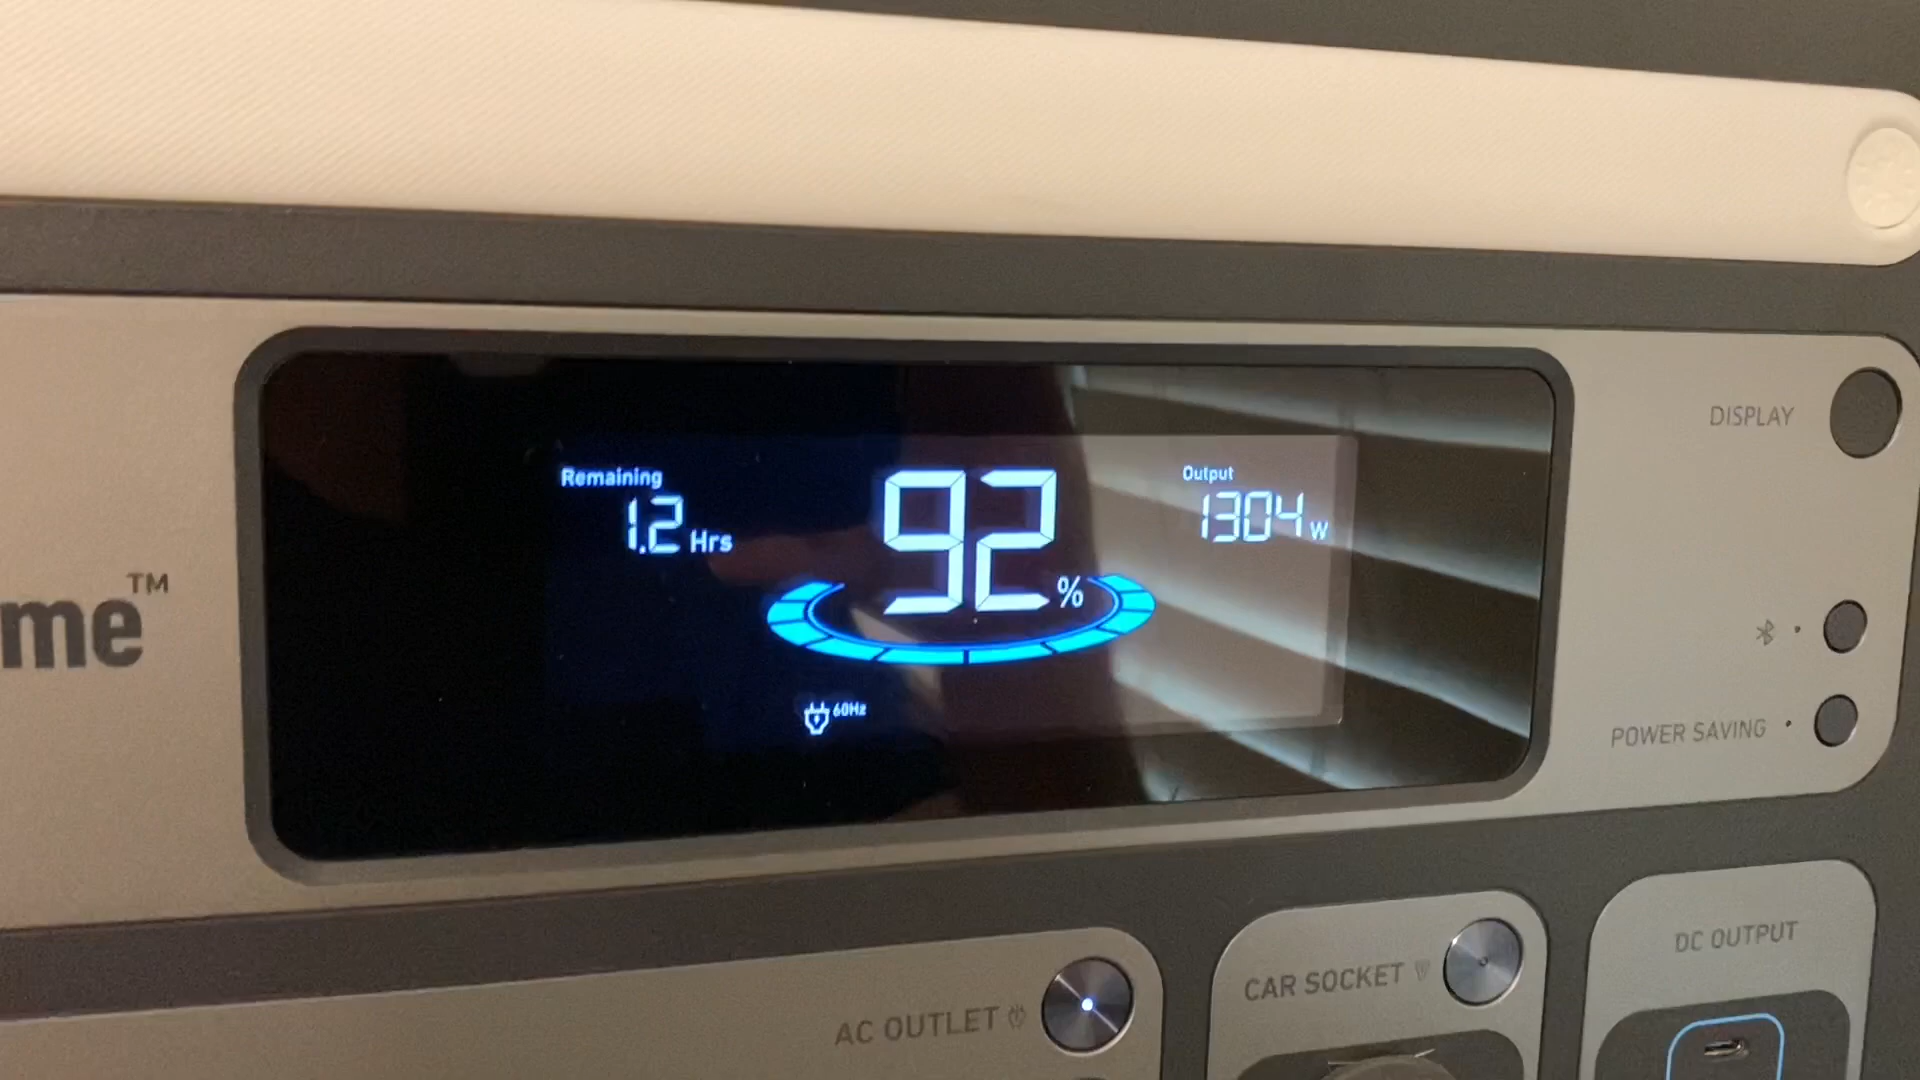 Remaining
1.2 Hrs
92 %
Output
1304 W
60Hz
me™
DISPLAY
POWER SAVING
AC OUTLET
CAR SOCKET
DC OUTPUT